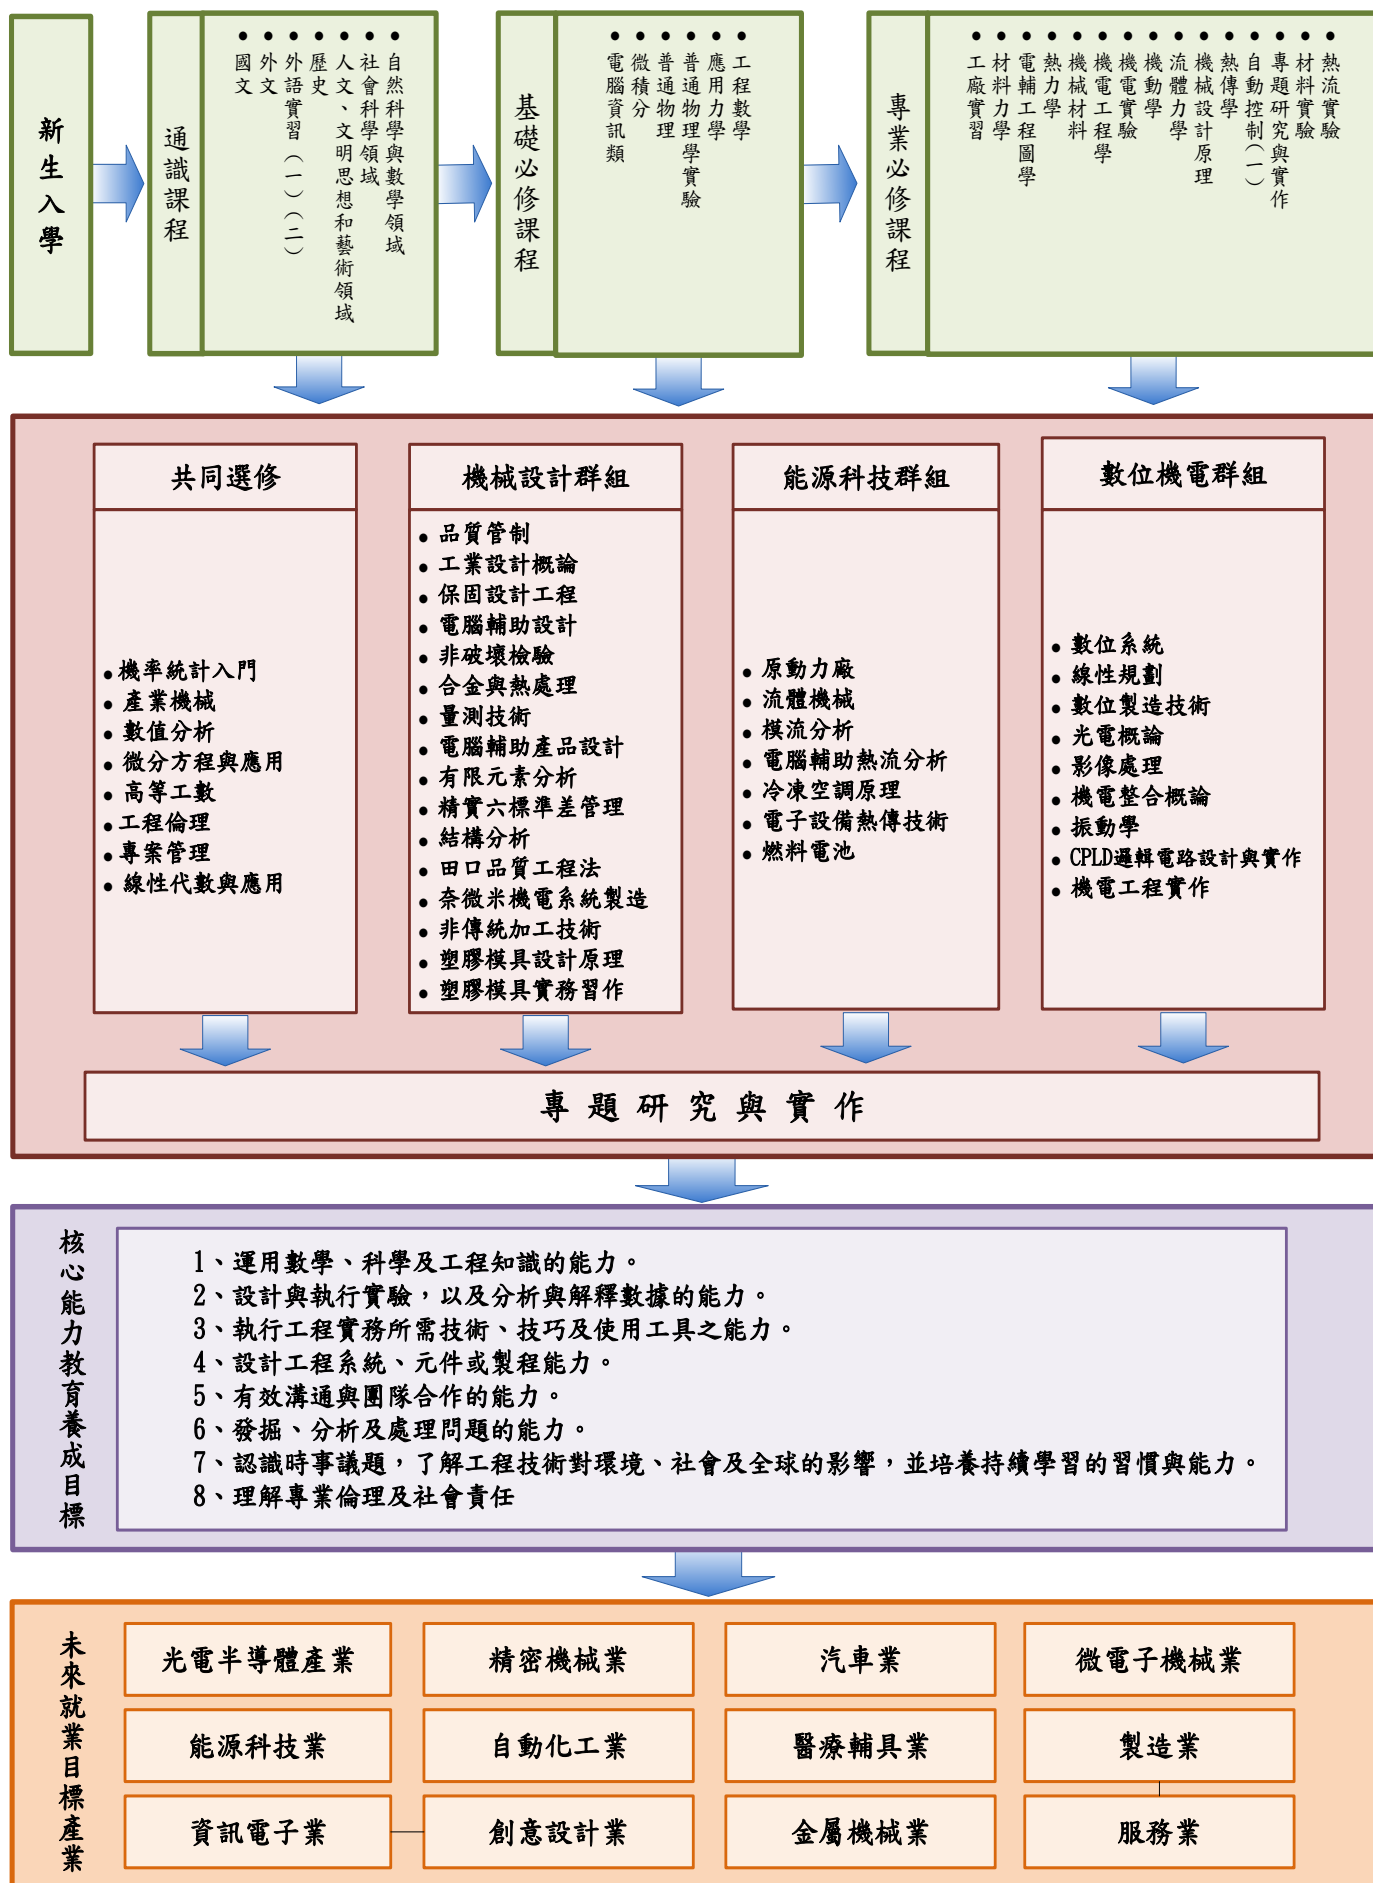 新生入學
通識課程
國文
外文
外語實習（一）（二）
歷史
人文、文明思想和藝術領域
社會科學領域
自然科學與數學領域
基礎必修課程
電腦資訊類
微積分
普通物理
普通物理學實驗
應用力學
工程數學
專業必修課程
工廠實習
材料力學
電輔工程圖學
熱力學
機械材料
機電工程學
機電實驗
機動學
流體力學
機械設計原理
熱傳學
自動控制（一）
專題研究與實作
材料實驗
熱流實驗
共同選修
機率統計入門
產業機械
數值分析
微分方程與應用
高等工數
工程倫理
專案管理
線性代數與應用
機械設計群組
品質管制
工業設計概論
保固設計工程
電腦輔助設計
非破壞檢驗
合金與熱處理
量測技術
電腦輔助產品設計
有限元素分析
精實六標準差管理
結構分析
田口品質工程法
奈微米機電系統製造
非傳統加工技術
塑膠模具設計原理
塑膠模具實務習作
能源科技群組
原動力廠
流體機械
模流分析
電腦輔助熱流分析
冷凍空調原理
電子設備熱傳技術
燃料電池
數位機電群組
數位系統
線性規劃
數位製造技術
光電概論
影像處理
機電整合概論
振動學
CPLD邏輯電路設計與實作
機電工程實作
專題研究與實作
核心能力教育養成目標
1、運用數學、科學及工程知識的能力。
2、設計與執行實驗，以及分析與解釋數據的能力。
3、執行工程實務所需技術、技巧及使用工具之能力。
4、設計工程系統、元件或製程能力。
5、有效溝通與團隊合作的能力。
6、發掘、分析及處理問題的能力。
7、認識時事議題，了解工程技術對環境、社會及全球的影響，並培養持續學習的習慣與能力。
8、理解專業倫理及社會責任
未來就業目標產業
光電半導體產業
精密機械業
汽車業
微電子機械業
能源科技業
自動化工業
醫療輔具業
製造業
資訊電子業
創意設計業
金屬機械業
服務業